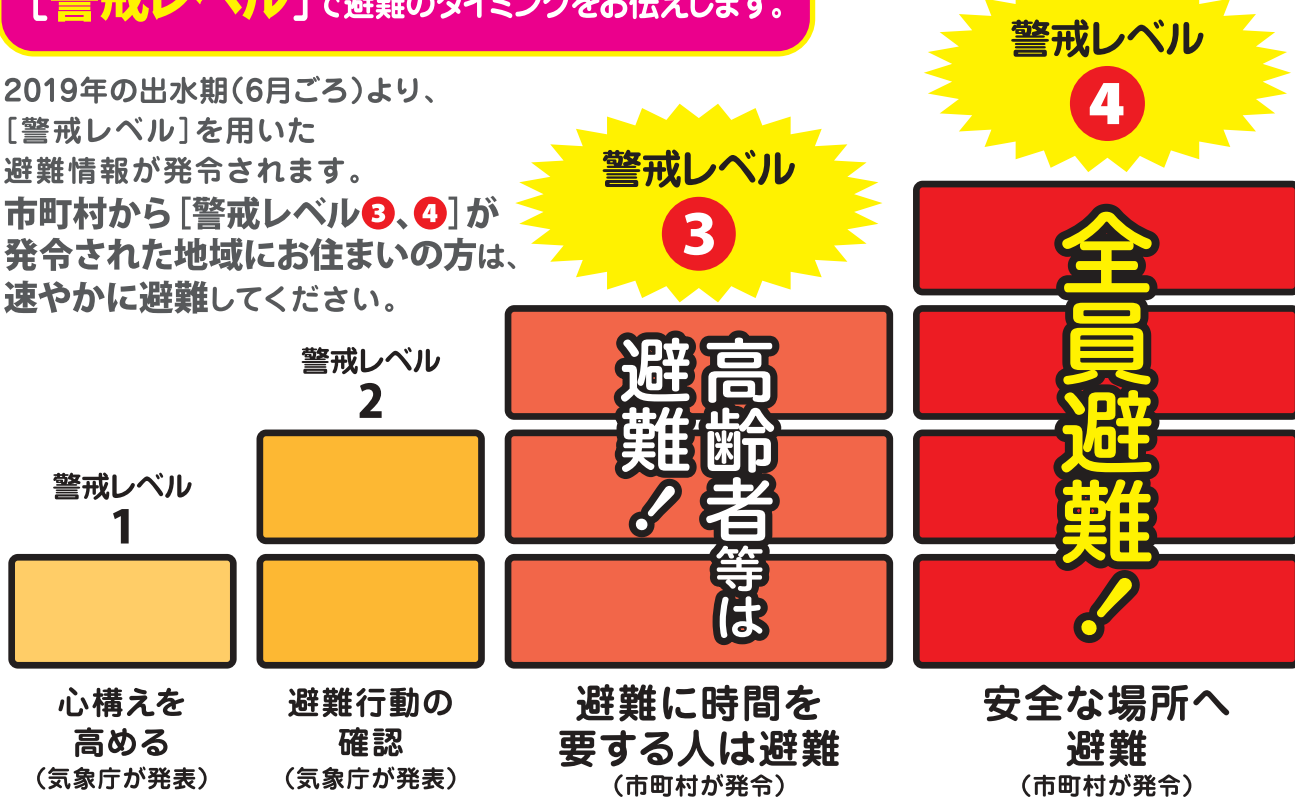 [警戒レベル]で避難のタイミングをお伝えします。
2019年の出水期(6月ごろ)より、
[警戒レベル]を用いた
避難情報が発令されます。
市町村から[警戒レベル3、4]が
発令された地域にお住まいの方は、
速やかに避難してください。
警戒レベル
1
心構えを
高める
(気象庁が発表)
警戒レベル
2
避難行動の
確認
(気象庁が発表)
警戒レベル
3
高齢者等は
避難!
避難に時間を
要する人は避難
(市町村が発令)
警戒レベル
4
全員避難!
安全な場所へ
避難
(市町村が発令)